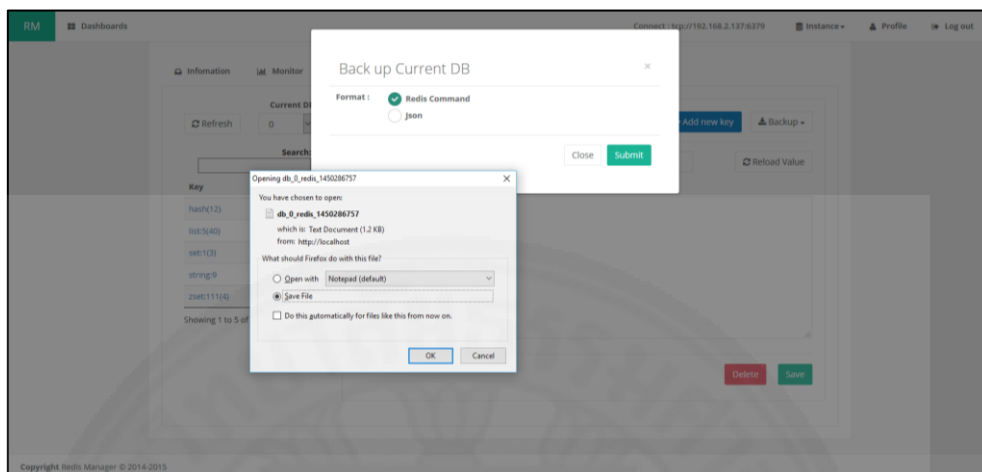 RM Dashboards Connect : tcp://192.168.2.137:6379 Instance Profile Log out
Back up Current DB ×
Infomation Monitor
Format : Redis Command
Json
Current DB
Refresh 0 Add new key Backup
Close Submit
Search: Reload Value
Opening db_0_redis_1450286757
You have chosen to open:
Key
db_0_redis_1450286757
hash(12)
which is: Text Document (1.2 KB)
list:5(40)
from: http://localhost
set:1(3)
What should Firefox do with this file?
string:9
Open with Notepad (default)
zset:111(4)
Save File
Showing 1 to 5 of
Do this automatically for files like this from now on.
OK Cancel
Delete Save
Copyright Redis Manager © 2014-2015